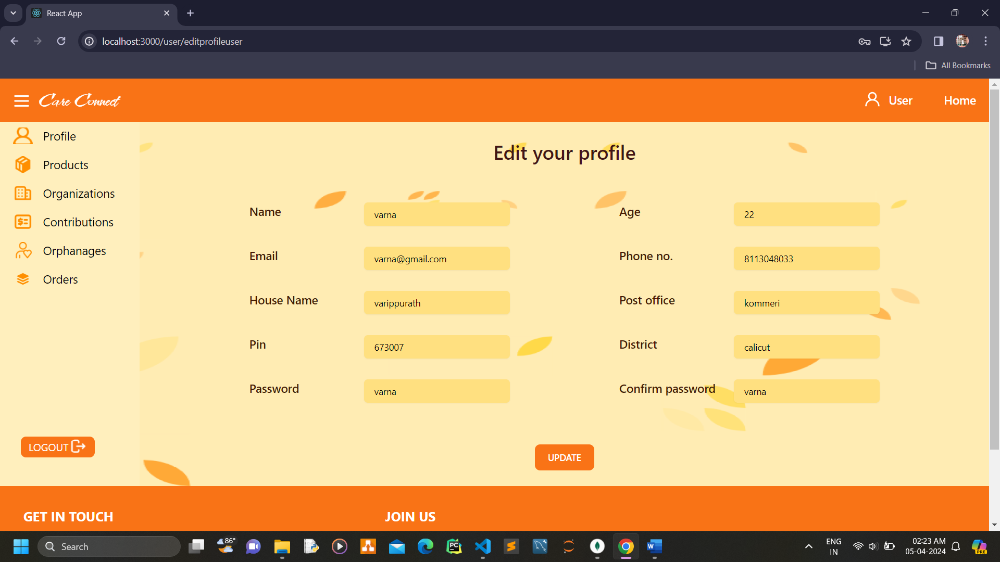 React App
localhost:3000/user/editprofileuser
All Bookmarks
Care Connect
User
Home
Profile
Products
Organizations
Contributions
Orphanages
Orders
LOGOUT
Edit your profile
Name
varna
Age
22
Email
varna@gmail.com
Phone no.
8113048033
House Name
varippurath
Post office
kommeri
Pin
673007
District
calicut
Password
varna
Confirm password
varna
UPDATE
GET IN TOUCH
JOIN US
Search
86°
PC
W
ENG
IN
02:23 AM
05-04-2024
PRE